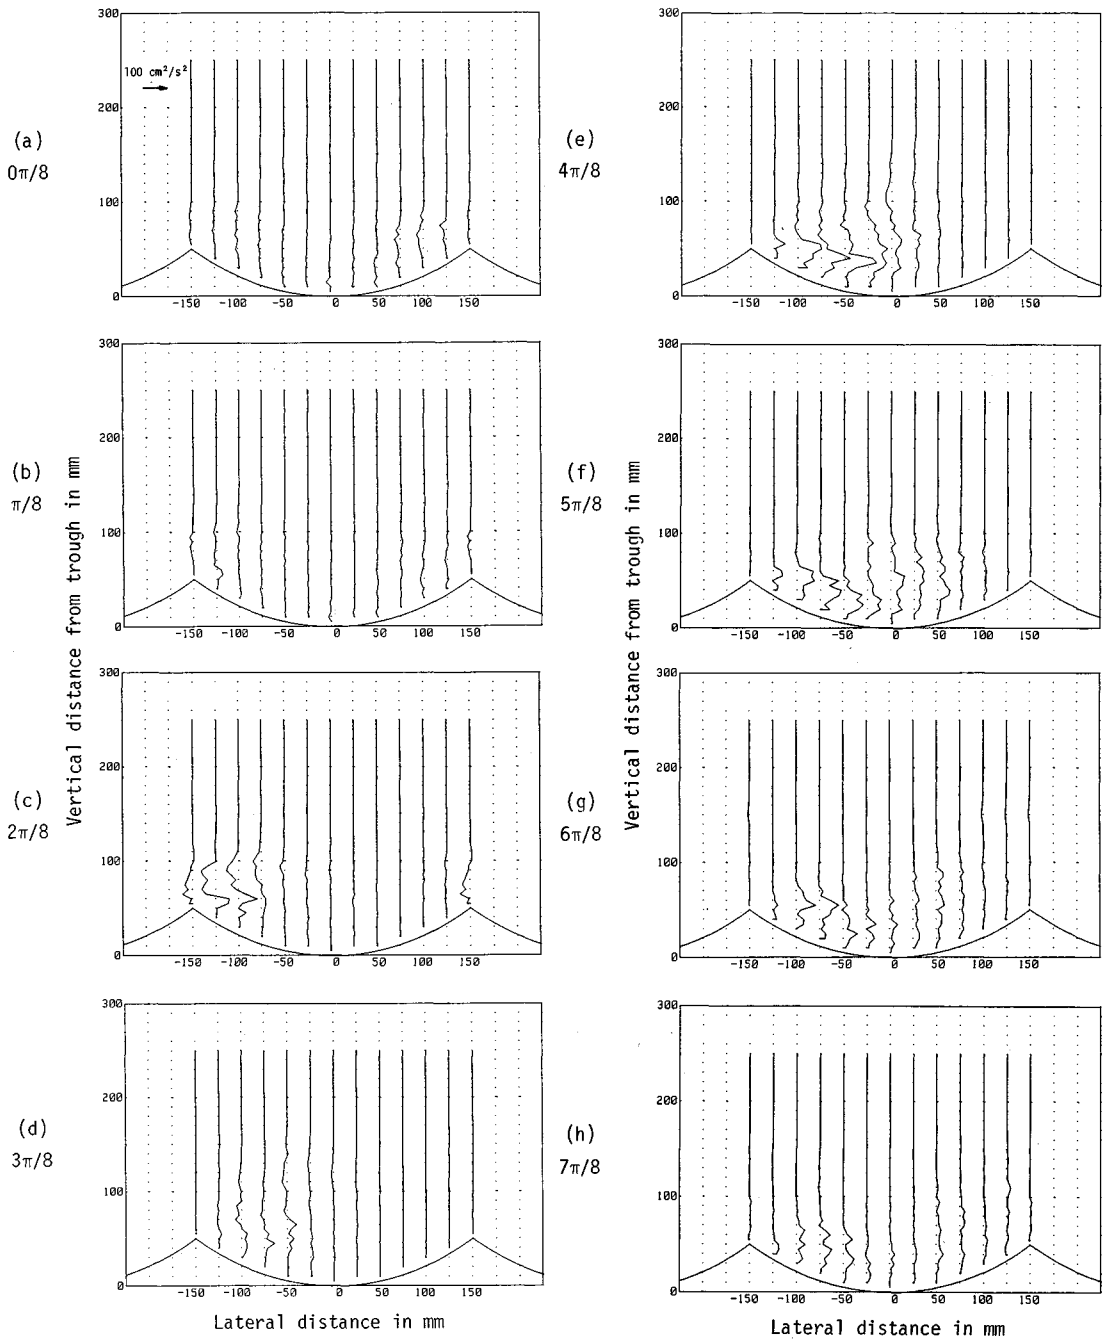 300
100 cm²/s²
200
(a)
0π/8
100
0
-150 -100 -50 0 50 100 150
300
200
(b)
π/8
100
0
-150 -100 -50 0 50 100 150
300
200
(c)
2π/8
100
0
-150 -100 -50 0 50 100 150
300
200
(d)
3π/8
100
0
-150 -100 -50 0 50 100 150
Vertical distance from trough in mm
Lateral distance in mm
300
200
(e)
4π/8
100
0
-150 -100 -50 0 50 100 150
300
200
(f)
5π/8
100
0
-150 -100 -50 0 50 100 150
300
200
(g)
6π/8
100
0
-150 -100 -50 0 50 100 150
300
200
(h)
7π/8
100
0
-150 -100 -50 0 50 100 150
Vertical distance from trough in mm
Lateral distance in mm